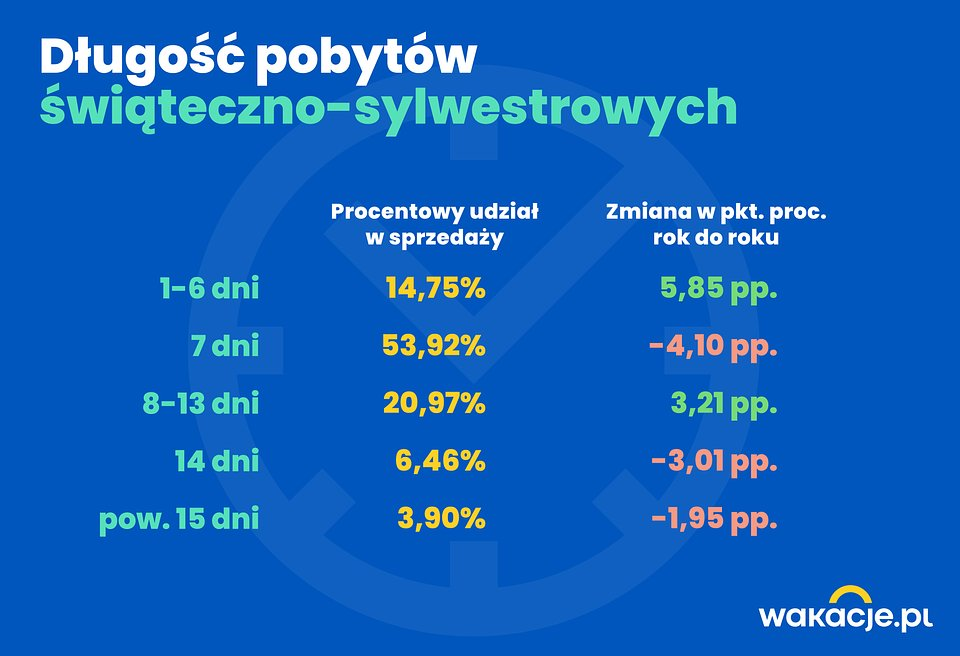 Długość pobytów
świąteczno-sylwestrowych
Procentowy udział w sprzedaży
Zmiana w pkt. proc. rok do roku
1-6 dni 14,75% 5,85 pp.
7 dni 53,92% -4,10 pp.
8-13 dni 20,97% 3,21 pp.
14 dni 6,46% -3,01 pp.
pow. 15 dni 3,90% -1,95 pp.
wakacje.pl